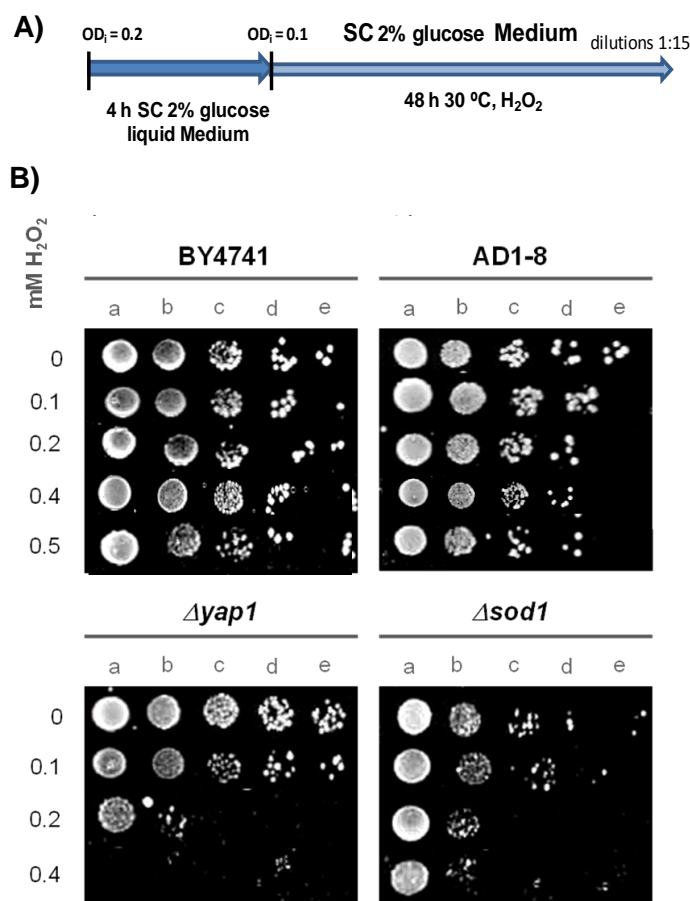 A)
ODi = 0.2
ODi = 0.1
SC 2% glucose Medium
dilutions 1:15
4 h SC 2% glucose
liquid Medium
48 h 30 ºC, H2O2
B)
mM H2O2
BY4741
AD1-8
a b c d e
a b c d e
0
0.1
0.2
0.4
0.5
Δyap1
Δsod1
a b c d e
a b c d e
0
0.1
0.2
0.4